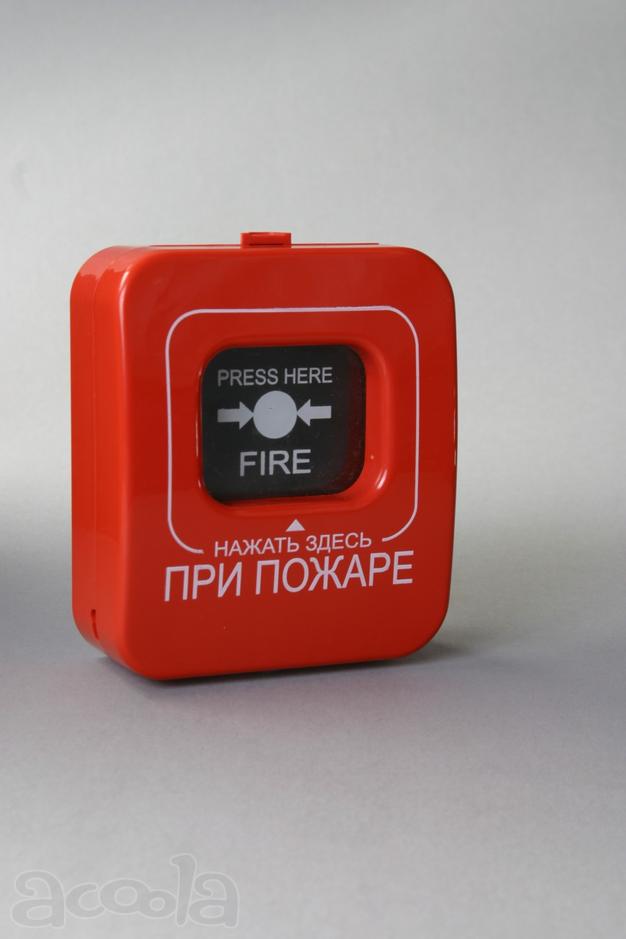 PRESS HERE
FIRE
НАЖАТЬ ЗДЕСЬ
ПРИ ПОЖАРЕ
acoola